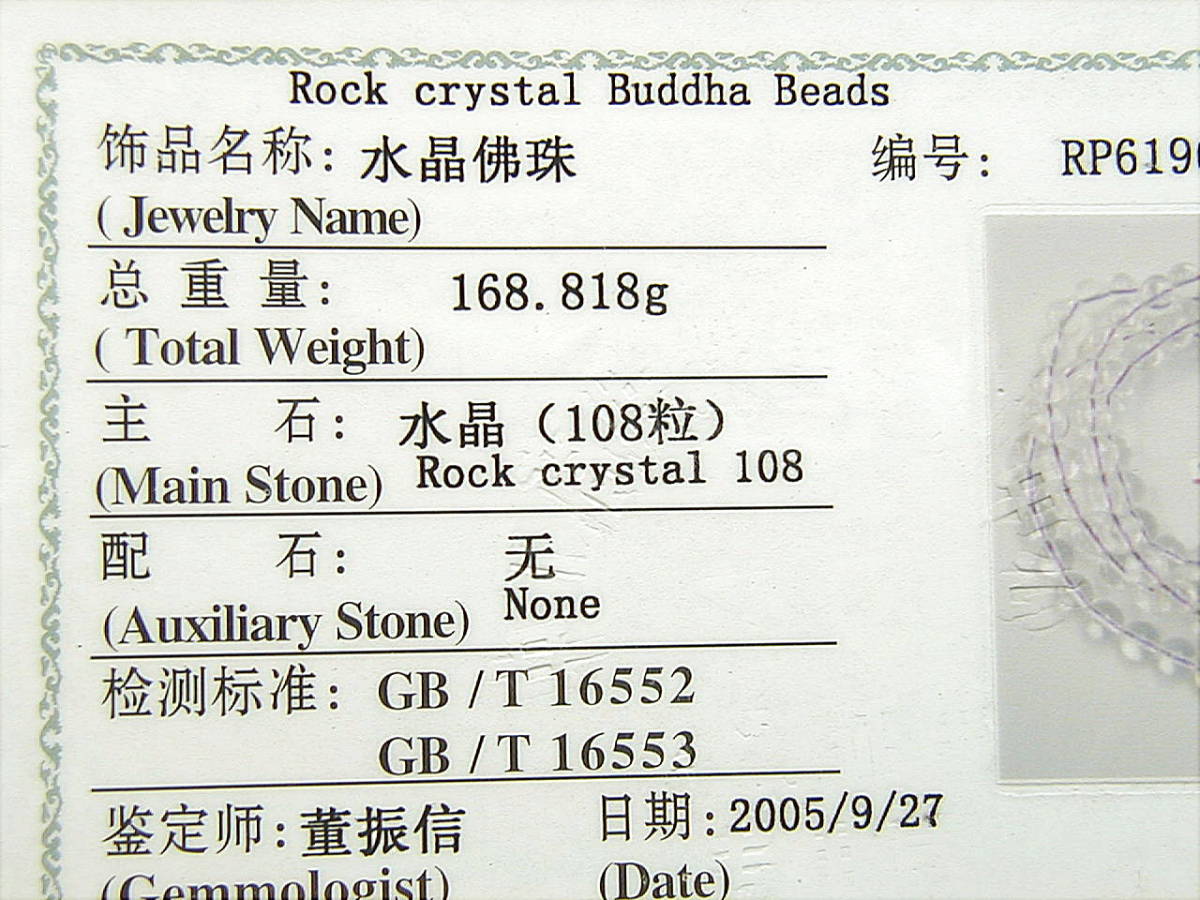 Rock crystal Buddha Beads
饰品名称: 水晶佛珠 编号: RP619
(Jewelry Name)
总重量: 168.818g
(Total Weight)
主石: 水晶（108粒）
(Main Stone) Rock crystal 108
配石: 无
(Auxiliary Stone) None
检测标准: GB/T 16552
GB/T 16553
鉴定师: 董振信 日期: 2005/9/27
(Gemmologist) (Date)